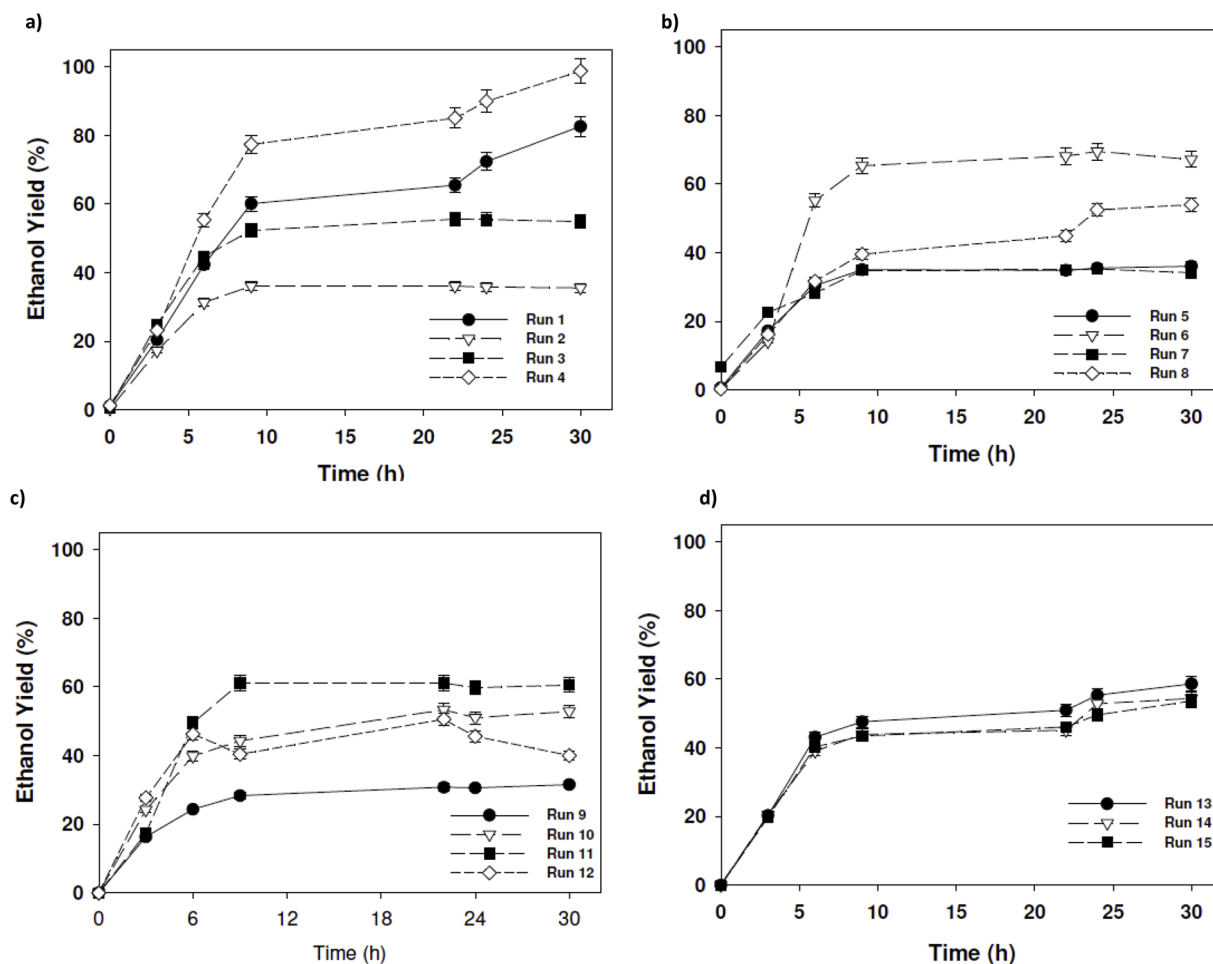 a)
100
80
60
40
20
0
Ethanol Yield (%)
Run 1
Run 2
Run 3
Run 4
0 5 10 15 20 25 30
Time (h)
b)
100
80
60
40
20
0
Ethanol Yield (%)
Run 5
Run 6
Run 7
Run 8
0 5 10 15 20 25 30
Time (h)
c)
100
80
60
40
20
0
Ethanol Yield (%)
Run 9
Run 10
Run 11
Run 12
0 6 12 18 24 30
Time (h)
d)
100
80
60
40
20
0
Ethanol Yield (%)
Run 13
Run 14
Run 15
0 5 10 15 20 25 30
Time (h)